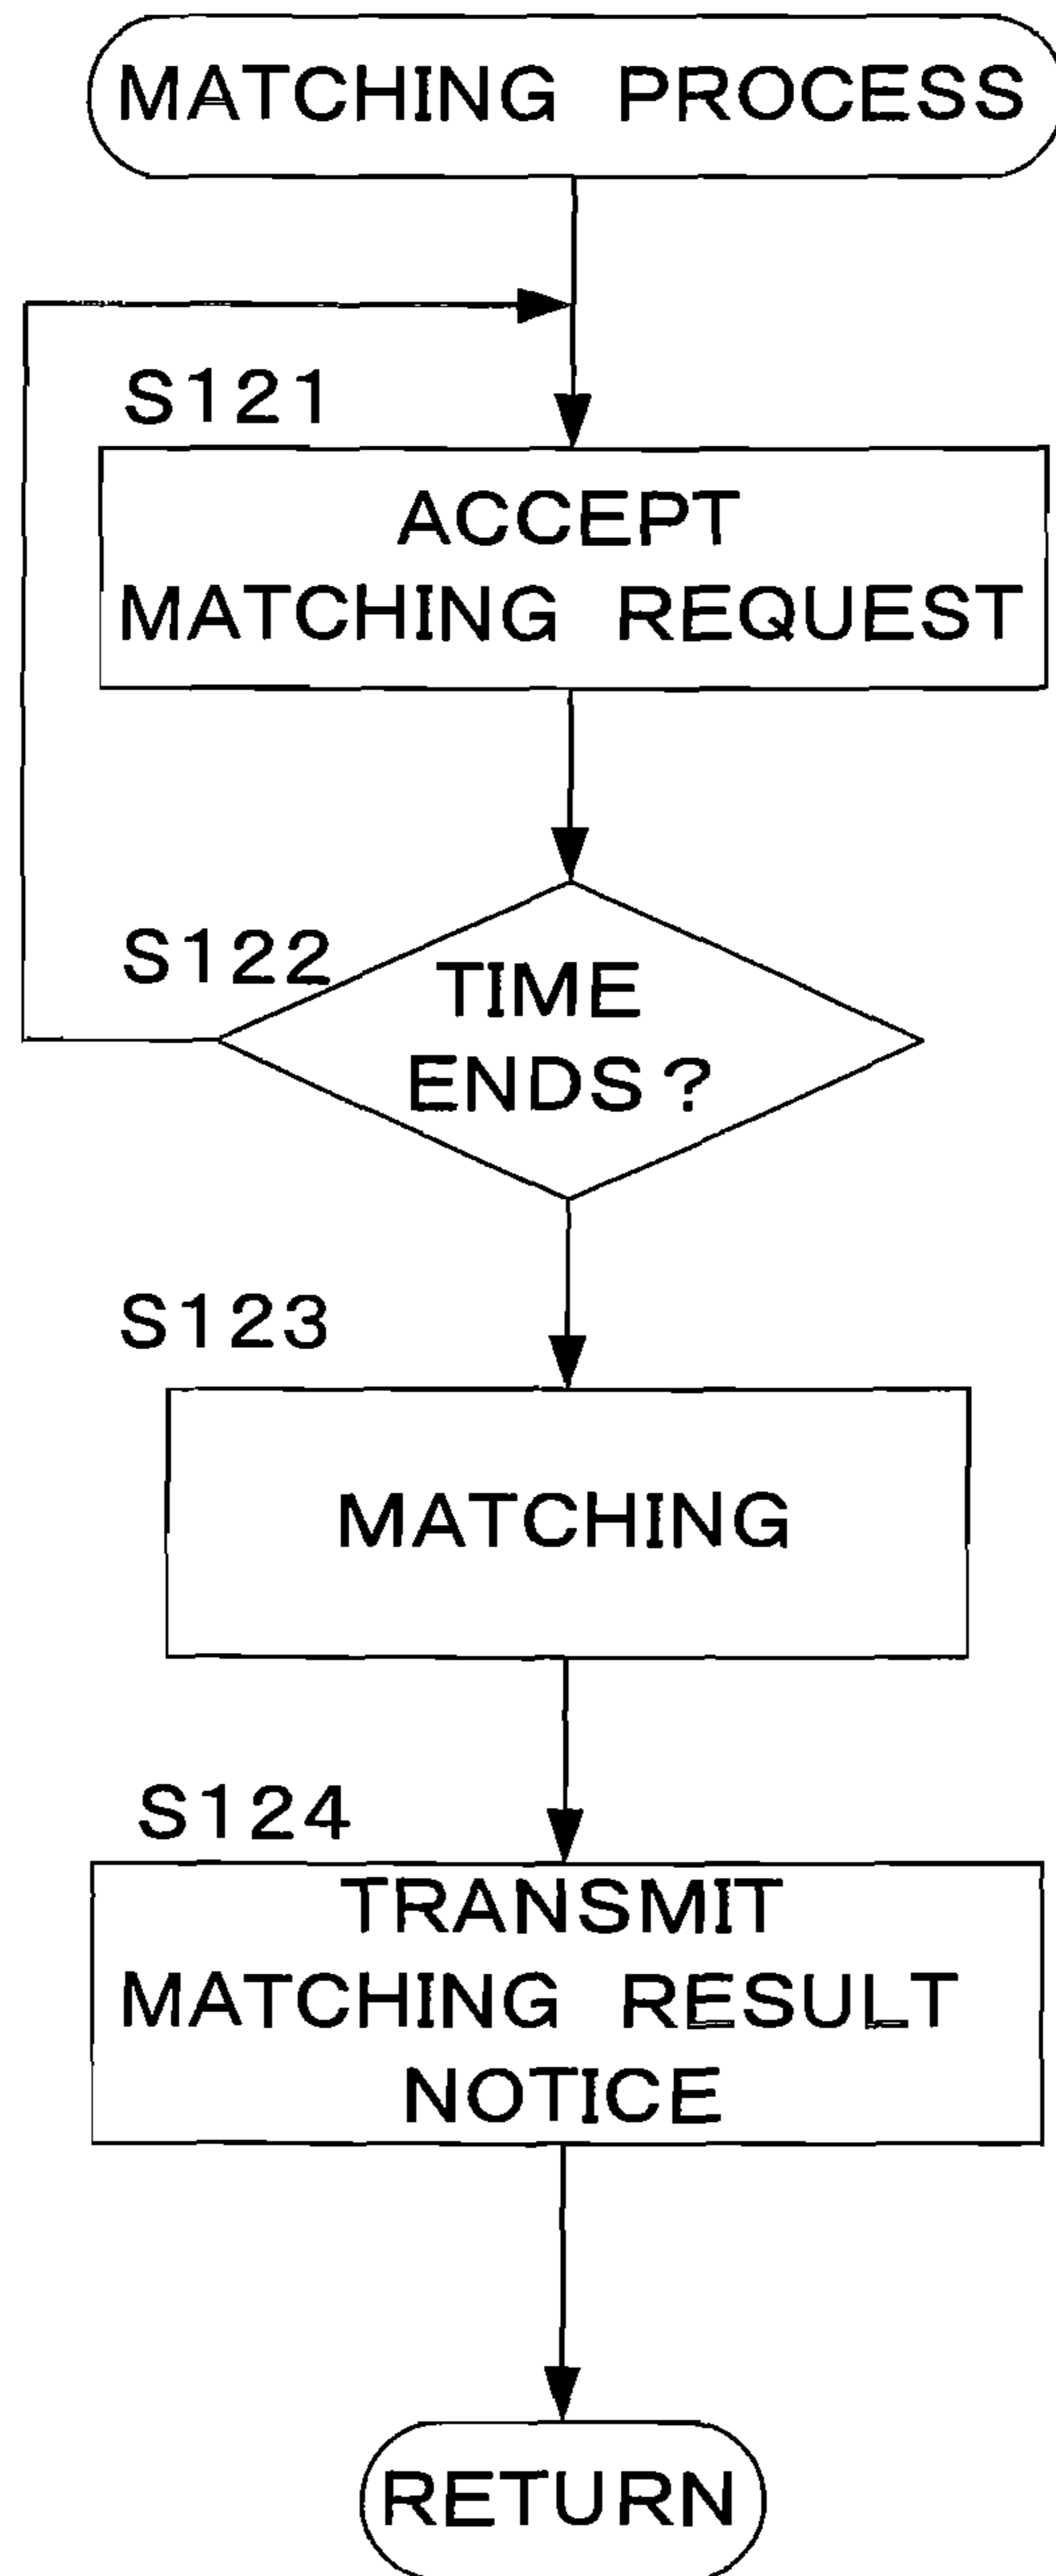 MATCHING PROCESS
S121
ACCEPT
MATCHING REQUEST
S122
TIME
ENDS?
S123
MATCHING
S124
TRANSMIT
MATCHING RESULT
NOTICE
RETURN